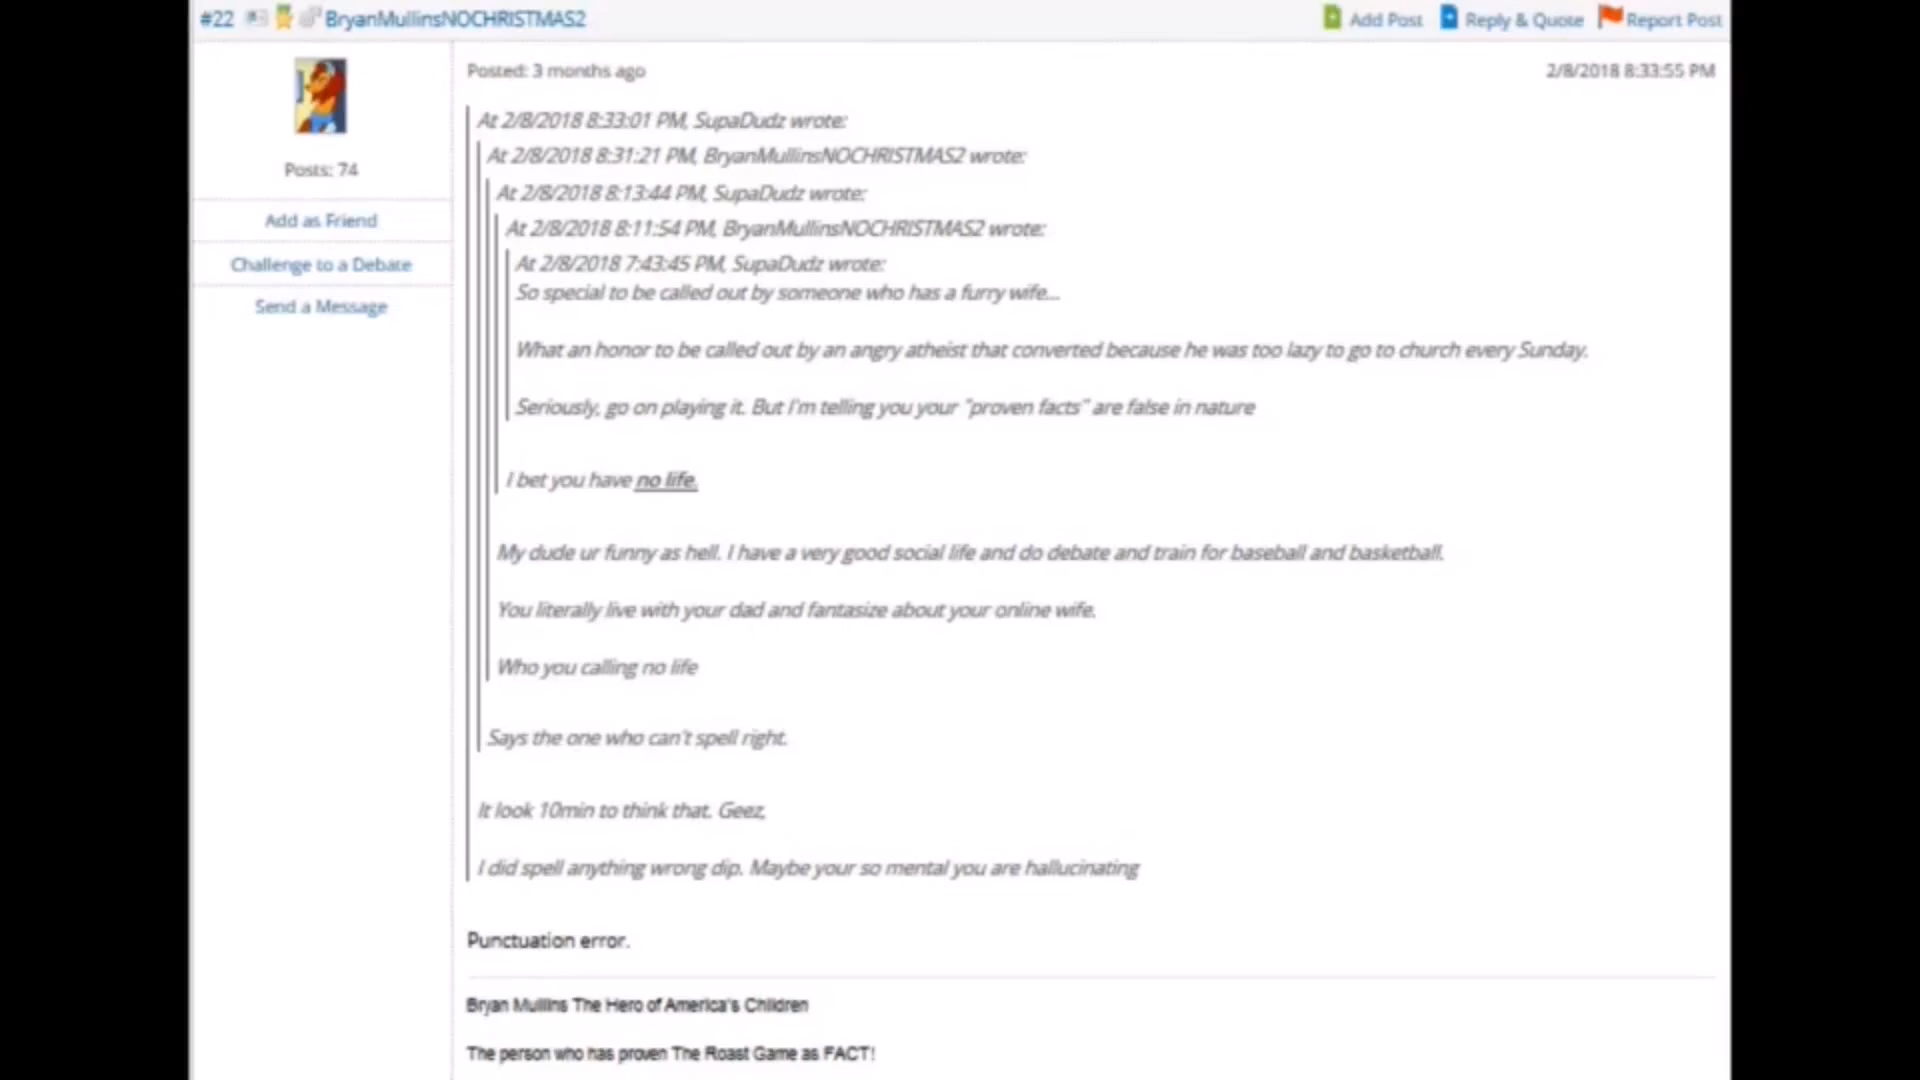 #22 BryanMullinsNOCHRISTMAS2
Add Post Reply & Quote Report Post
Posts: 74
Add as Friend
Challenge to a Debate
Send a Message
Posted: 3 months ago
2/8/2018 8:33:55 PM
At 2/8/2018 8:33:01 PM, SupaDudz wrote:
At 2/8/2018 8:31:21 PM, BryanMullinsNOCHRISTMAS2 wrote:
At 2/8/2018 8:13:44 PM, SupaDudz wrote:
At 2/8/2018 8:11:54 PM, BryanMullinsNOCHRISTMAS2 wrote:
At 2/8/2018 7:43:45 PM, SupaDudz wrote:
So special to be called out by someone who has a furry wife...
What an honor to be called out by an angry atheist that converted because he was too lazy to go to church every Sunday.
Seriously, go on playing it. But I'm telling you your "proven facts" are false in nature
I bet you have no life.
My dude ur funny as hell. I have a very good social life and do debate and train for baseball and basketball.
You literally live with your dad and fantasize about your online wife.
Who you calling no life
Says the one who can't spell right.
It look 10min to think that. Geez,
I did spell anything wrong dip. Maybe your so mental you are hallucinating
Punctuation error.
Bryan Mullins The Hero of America's Children
The person who has proven The Roast Game as FACT!